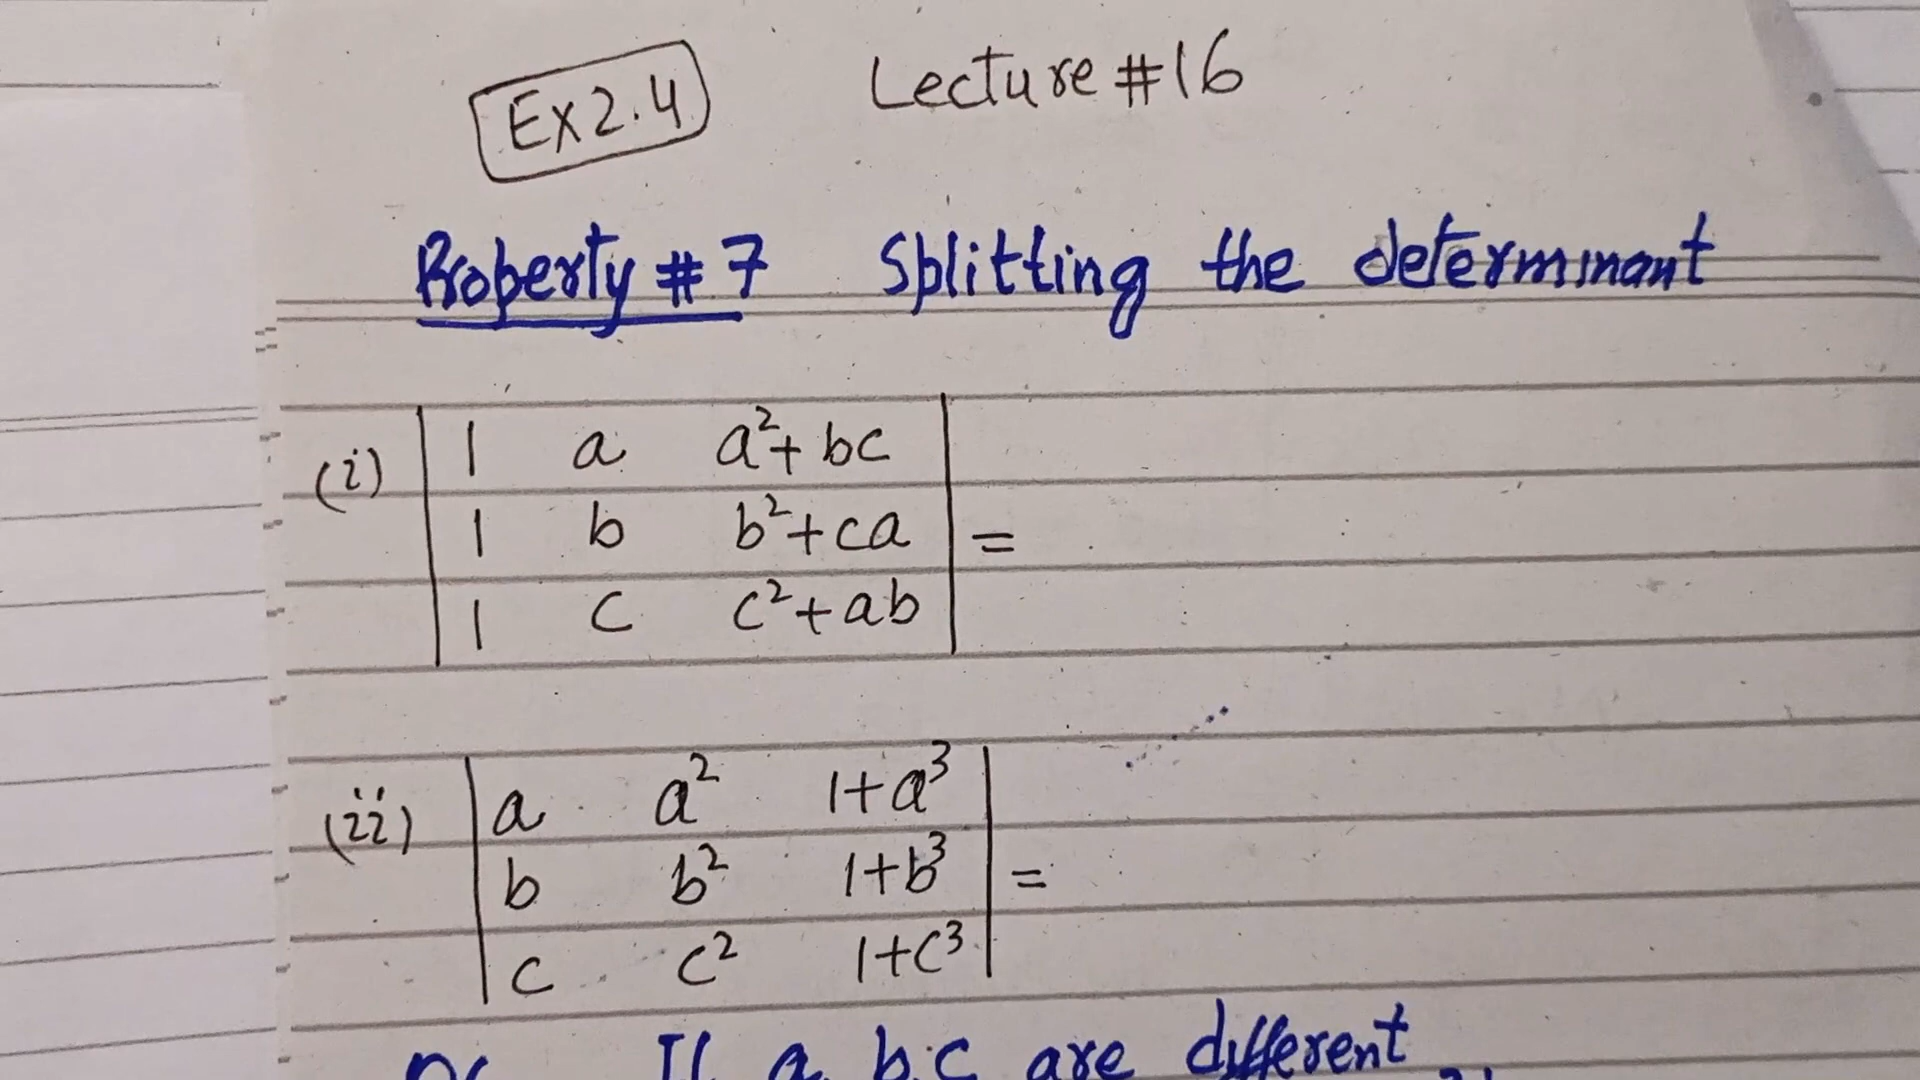 Ex 2.4 Lecture #16
Property #7 Splitting the determinant
(i) | 1 a a²+bc |
| 1 b b²+ca | =
| 1 c c²+ab |
(ii) | a a² 1+a³ |
| b b² 1+b³ | =
| c c² 1+c³ |
If a, b, c are different